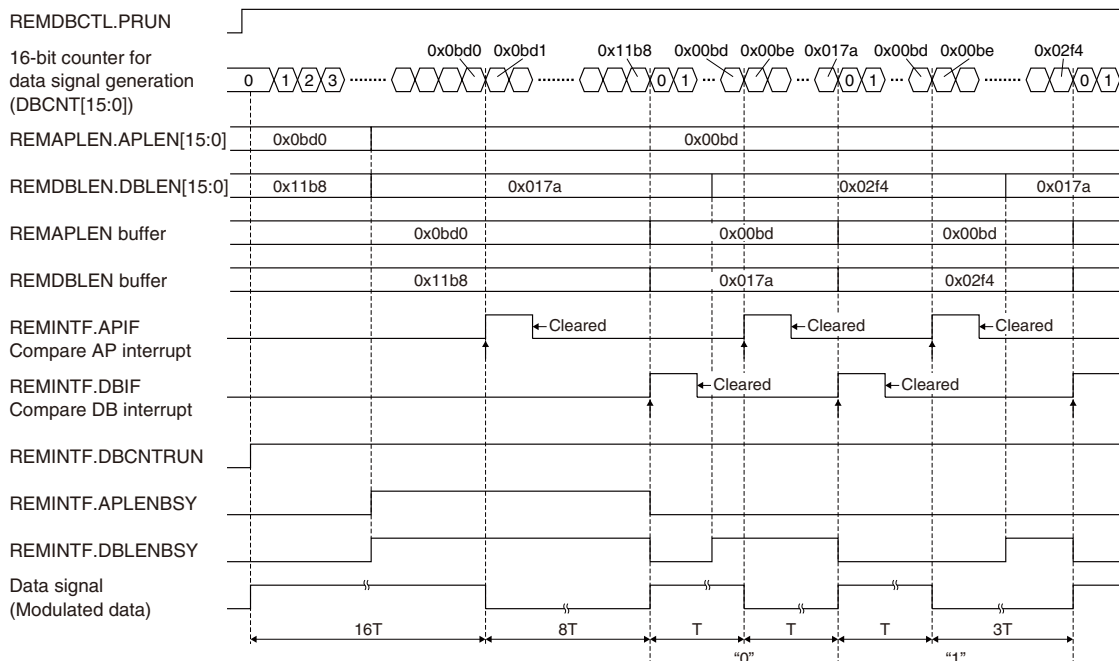 REMDBCTL.PRUN
16-bit counter for
data signal generation
(DBCNT[15:0])
0x0bd0 0x0bd1 0x11b8 0x00bd 0x00be 0x017a 0x00bd 0x00be 0x02f4
0 1 2 3 0 1 0 1 0 1
REMAPLEN.APLEN[15:0] 0x0bd0 0x00bd
REMDBLEN.DBLEN[15:0] 0x11b8 0x017a 0x02f4 0x017a
REMAPLEN buffer 0x0bd0 0x00bd 0x00bd
REMDBLEN buffer 0x11b8 0x017a 0x02f4
REMINTF.APIF
Compare AP interrupt
Cleared Cleared Cleared
REMINTF.DBIF
Compare DB interrupt
Cleared Cleared
REMINTF.DBCNTRUN
REMINTF.APLENBSY
REMINTF.DBLENBSY
Data signal
(Modulated data)
16T 8T T T T 3T
“0” “1”